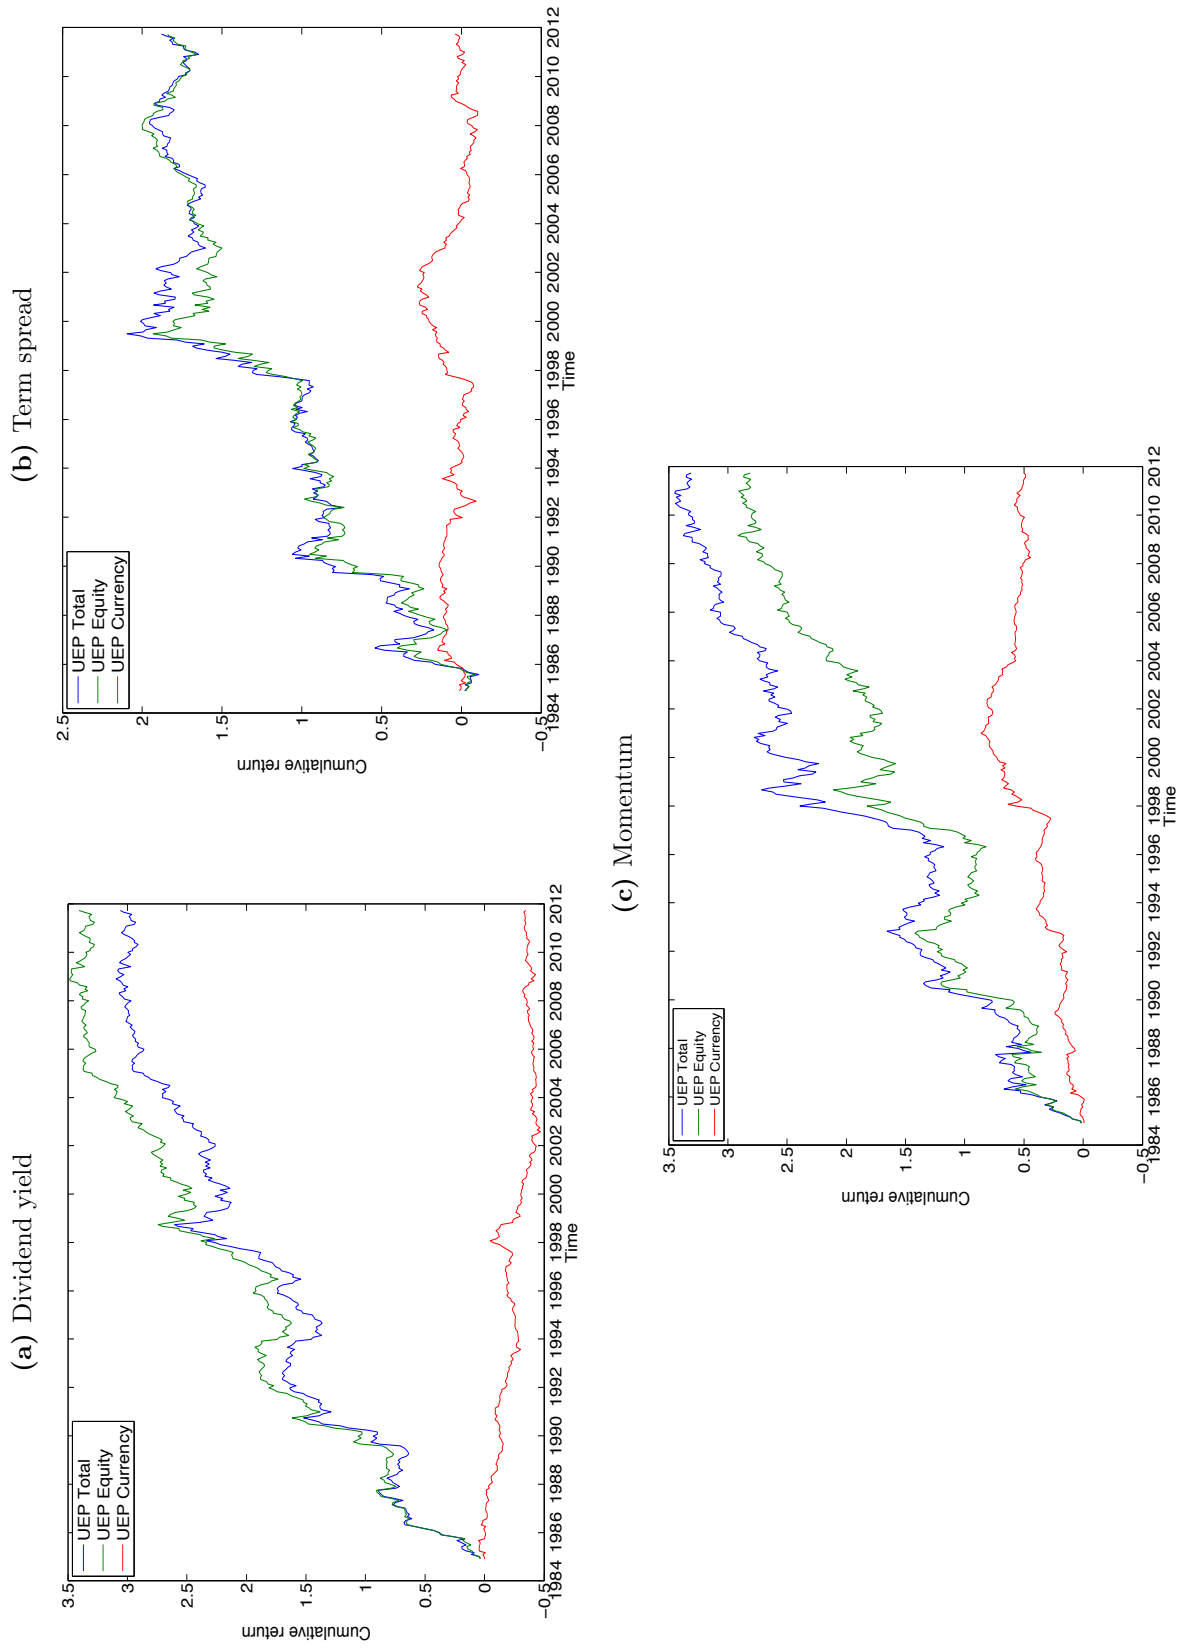 (a) Dividend yield
UEP Total
UEP Equity
UEP Currency
3.5
3
2.5
2
1.5
1
0.5
0
−0.5
Cumulative return
1984 1986 1988 1990 1992 1994 1996 1998 2000 2002 2004 2006 2008 2010 2012
Time
(b) Term spread
UEP Total
UEP Equity
UEP Currency
2.5
2
1.5
1
0.5
0
−0.5
Cumulative return
1984 1986 1988 1990 1992 1994 1996 1998 2000 2002 2004 2006 2008 2010 2012
Time
(c) Momentum
UEP Total
UEP Equity
UEP Currency
3.5
3
2.5
2
1.5
1
0.5
0
−0.5
Cumulative return
1984 1986 1988 1990 1992 1994 1996 1998 2000 2002 2004 2006 2008 2010 2012
Time